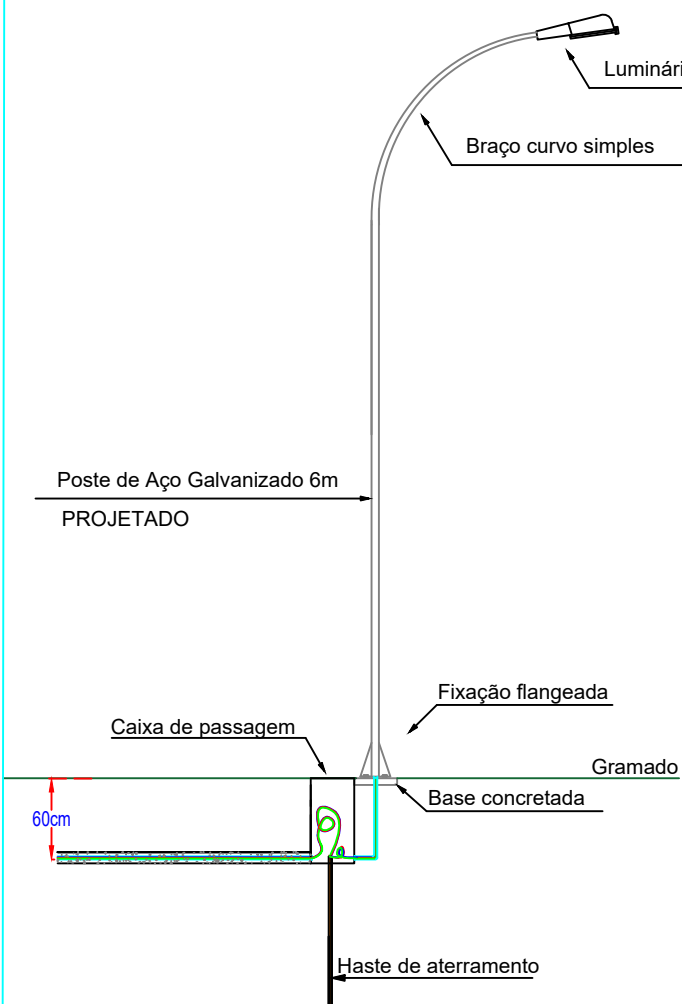 Luminári
Braço curvo simples
Poste de Aço Galvanizado 6m
PROJETADO
Fixação flangeada
Caixa de passagem
Gramado
Base concretada
60cm
Haste de aterramento